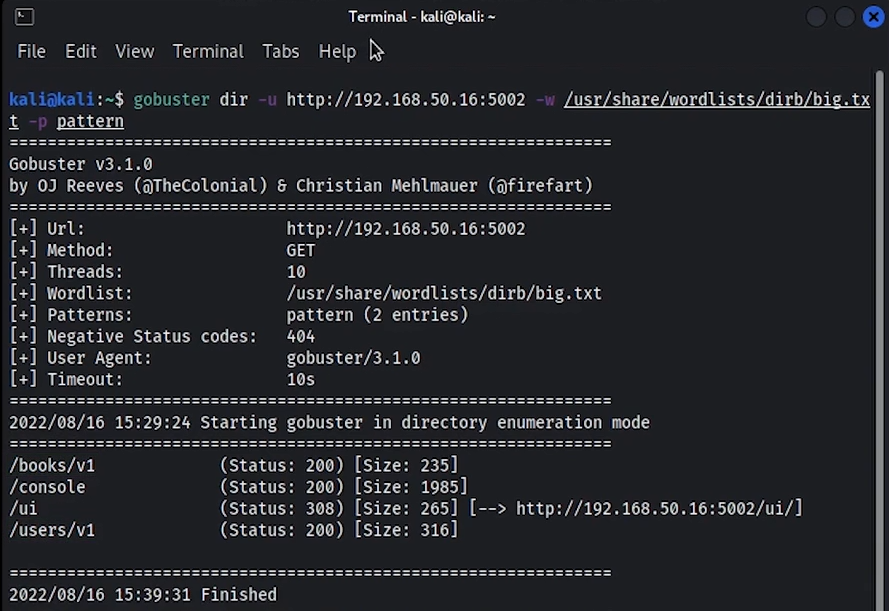 Terminal - kali@kali: ~
File Edit View Terminal Tabs Help
kali@kali:~$ gobuster dir -u http://192.168.50.16:5002 -w /usr/share/wordlists/dirb/big.tx
t -p pattern
===============================================================
Gobuster v3.1.0
by OJ Reeves (@TheColonial) & Christian Mehlmauer (@firefart)
===============================================================
[+] Url:                     http://192.168.50.16:5002
[+] Method:                  GET
[+] Threads:                 10
[+] Wordlist:                /usr/share/wordlists/dirb/big.txt
[+] Patterns:                pattern (2 entries)
[+] Negative Status codes:   404
[+] User Agent:              gobuster/3.1.0
[+] Timeout:                 10s
===============================================================
2022/08/16 15:29:24 Starting gobuster in directory enumeration mode
===============================================================
/books/v1             (Status: 200) [Size: 235]
/console              (Status: 200) [Size: 1985]
/ui                   (Status: 308) [Size: 265] [--> http://192.168.50.16:5002/ui/]
/users/v1             (Status: 200) [Size: 316]
===============================================================
2022/08/16 15:39:31 Finished